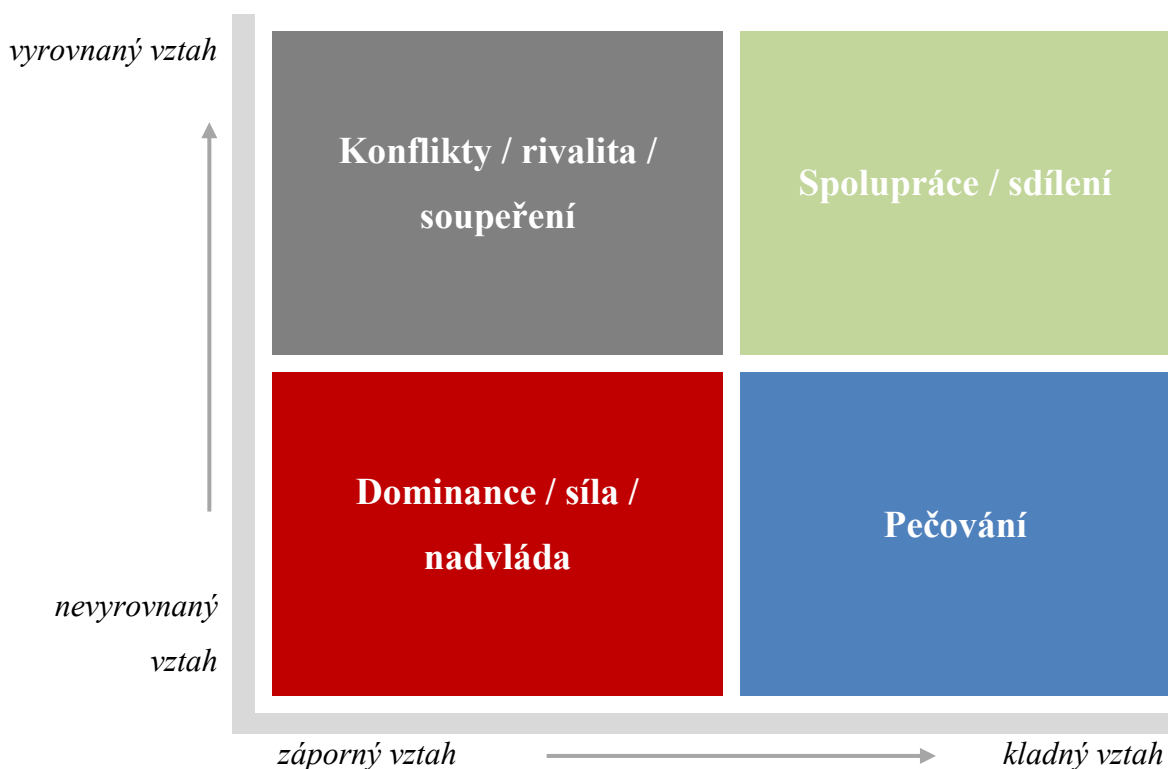 vyrovnaný vztah
Konflikty / rivalita /
soupeření
Spolupráce / sdílení
Dominance / síla /
nadvláda
Pečování
nevyrovnaný
vztah
záporný vztah
kladný vztah